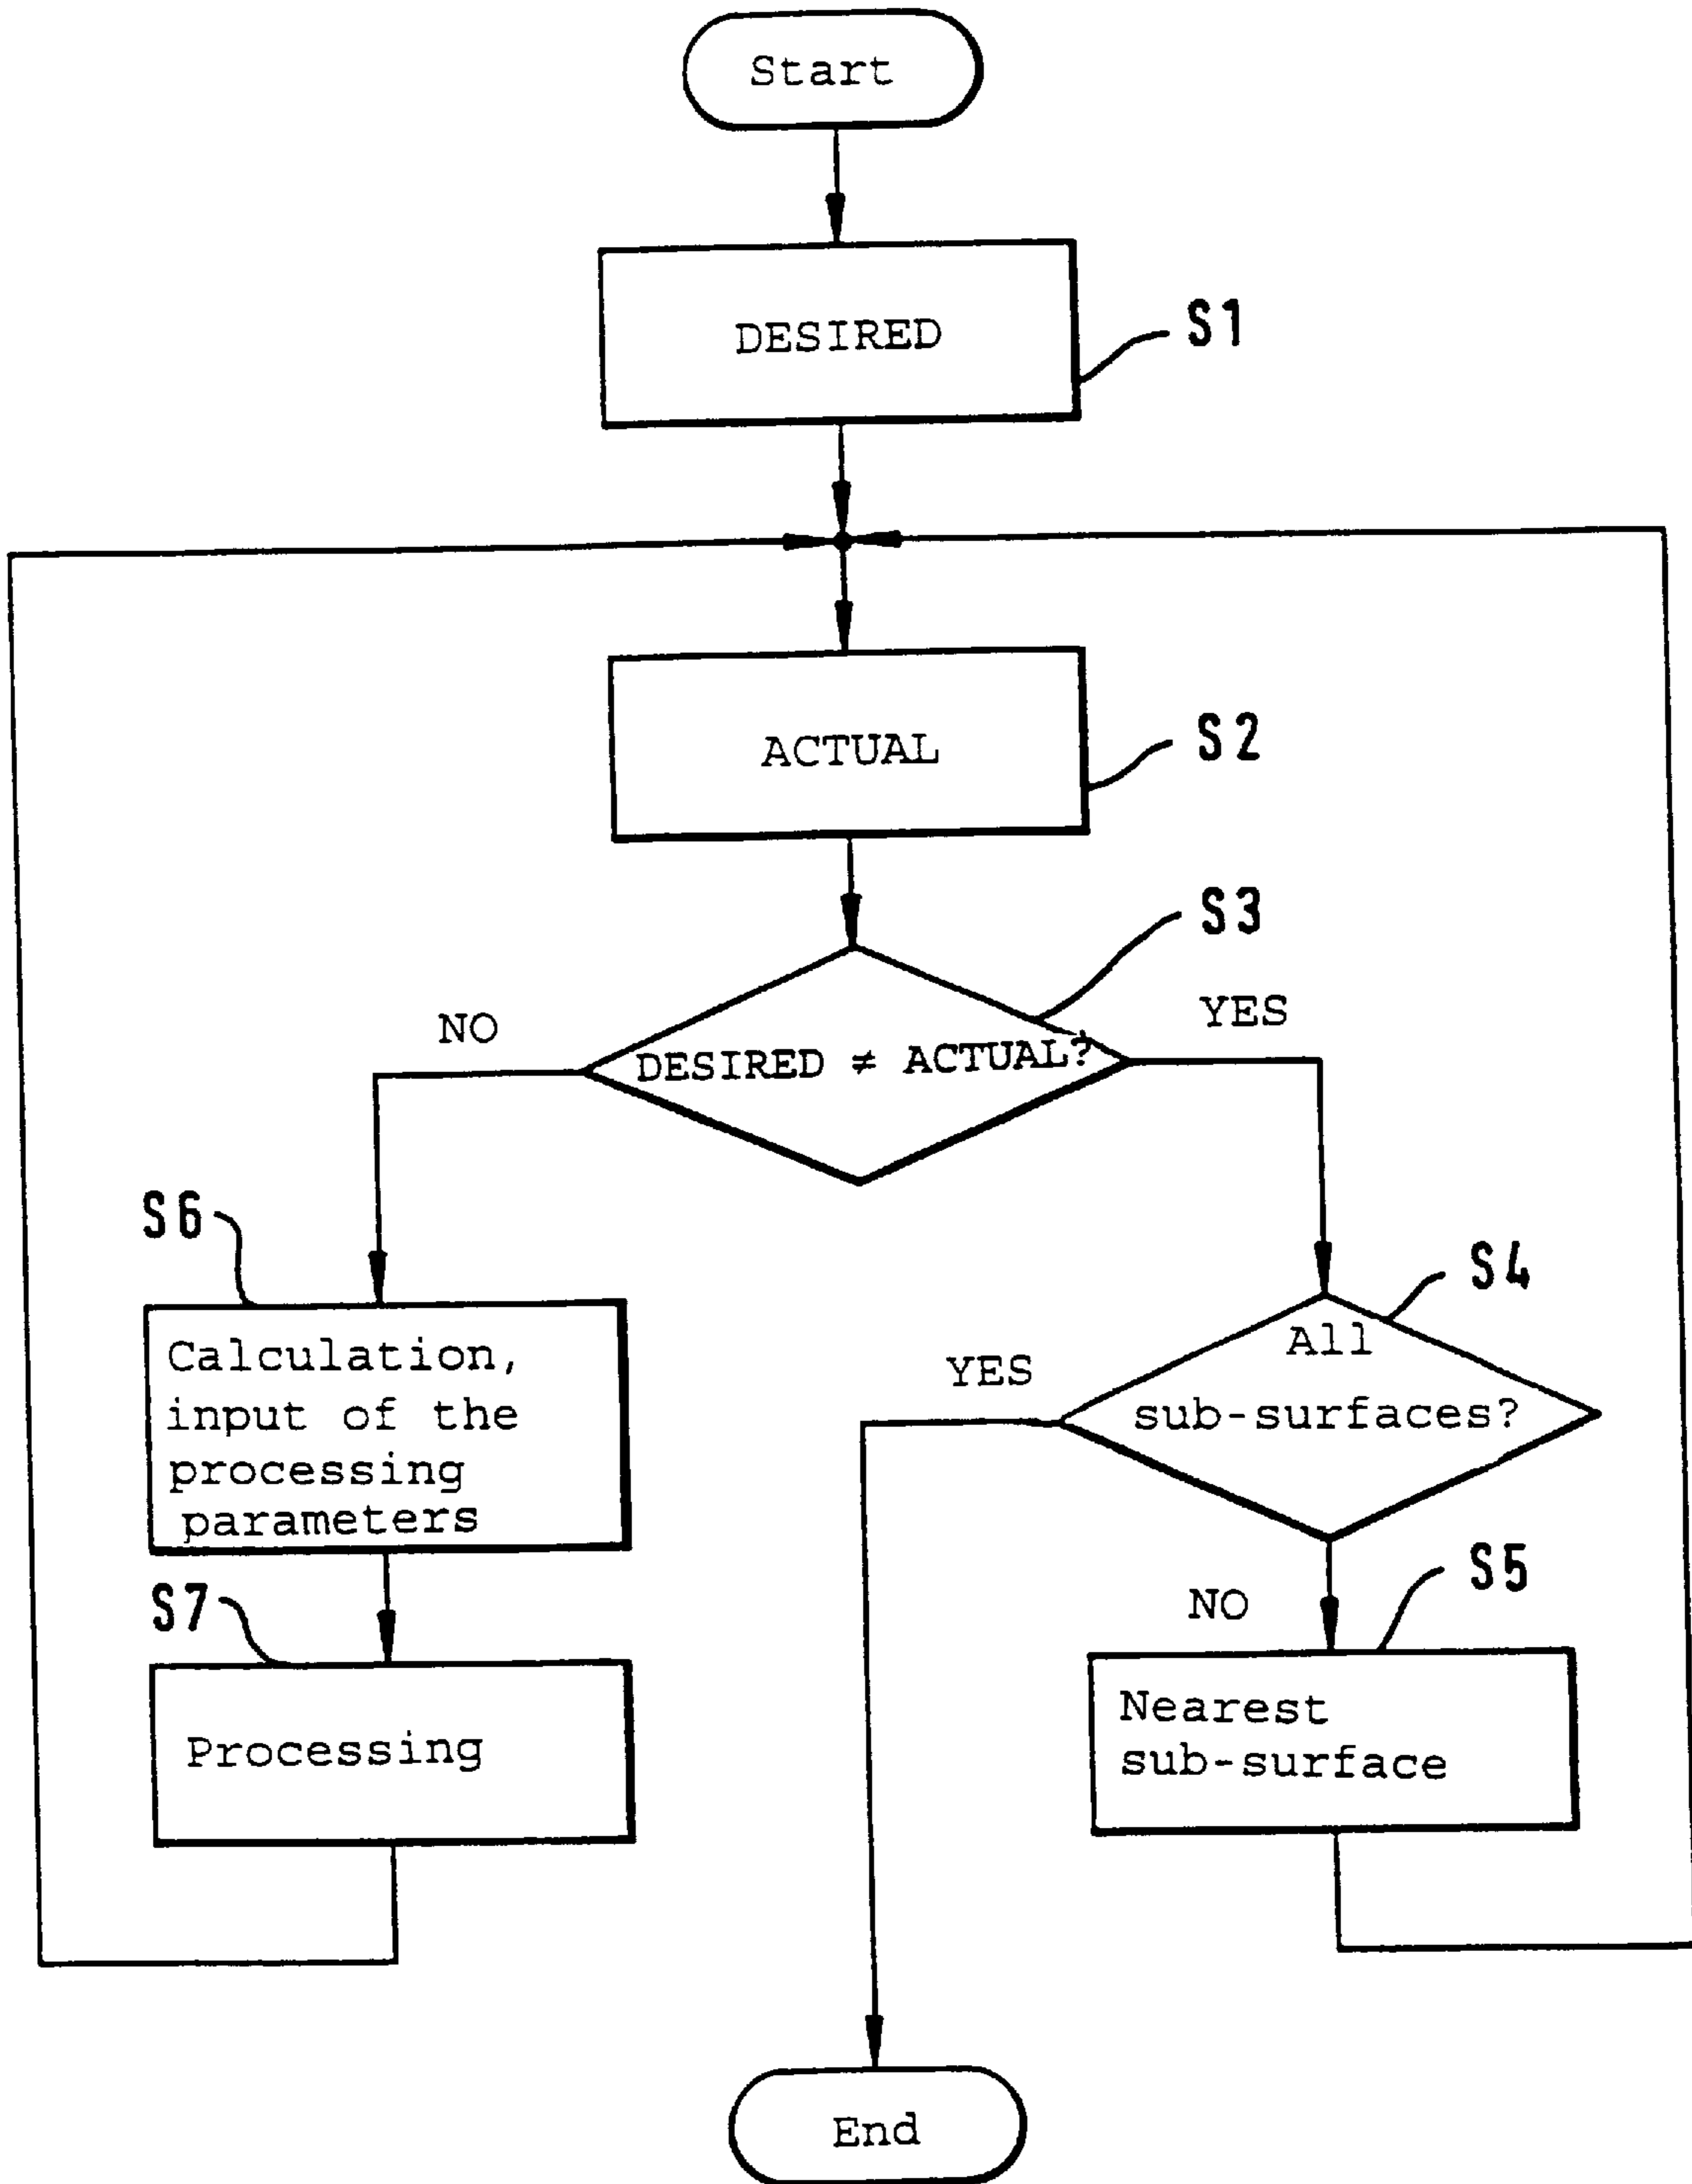 Start
DESIRED
S1
ACTUAL
S2
S3
NO
YES
DESIRED ≠ ACTUAL?
S6
S4
Calculation,
input of the
processing
parameters
YES
All
sub-surfaces?
S7
NO
S5
Processing
Nearest
sub-surface
End